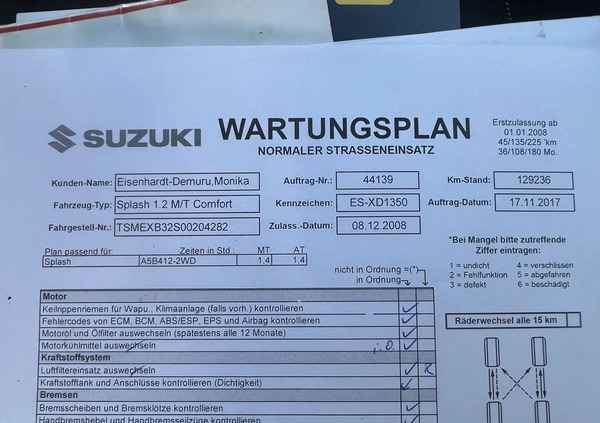 SUZUKI WARTUNGSPLAN
NORMALER STRASSENEINSATZ
Erstzulassung ab
01.01.2008
45/135/225 'km
36/108/180 Mo.
Kunden-Name: Eisenhardt-Demuru,Monika Auftrag-Nr.: 44139 Km-Stand: 129236
Fahrzeug-Typ: Splash 1.2 M/T Comfort Kennzeichen: ES-XD1350 Auftrag-Datum: 17.11.2017
Fahrgestell-Nr.: TSMEXB32S00204282 Zulass.-Datum: 08.12.2008
Plan passend für: Zeiten in Std.: MT AT
Splash A5B412-2WD 1,4 1,4
*Bei Mangel bitte zutreffende
Ziffer eintragen:
1 = undicht 4 = verschlissen
2 = Fehlfunktion 5 = abgefahren
3 = defekt 6 = beschädigt
nicht in Ordnung =(*)
in Ordnung =
Motor
Keilrippenriemen für Wapu., Klimaanlage (falls vorh.) kontrollieren
Fehlercodes von ECM, BCM, ABS/ESP, EPS und Airbag kontrollieren
Motoröl und Ölfilter auswechseln (spätestens alle 12 Monate)
Motorkühlmittel auswechseln i.O.
Kraftstoffsystem
Luftfiltereinsatz auswechseln R
Kraftstofftank und Anschlüsse kontrollieren (Dichtigkeit)
Bremsen
Bremsscheiben und Bremsklötze kontrollieren
Handbremshebel und Handbremsseilzüge kontrollieren
Räderwechsel alle 15 km